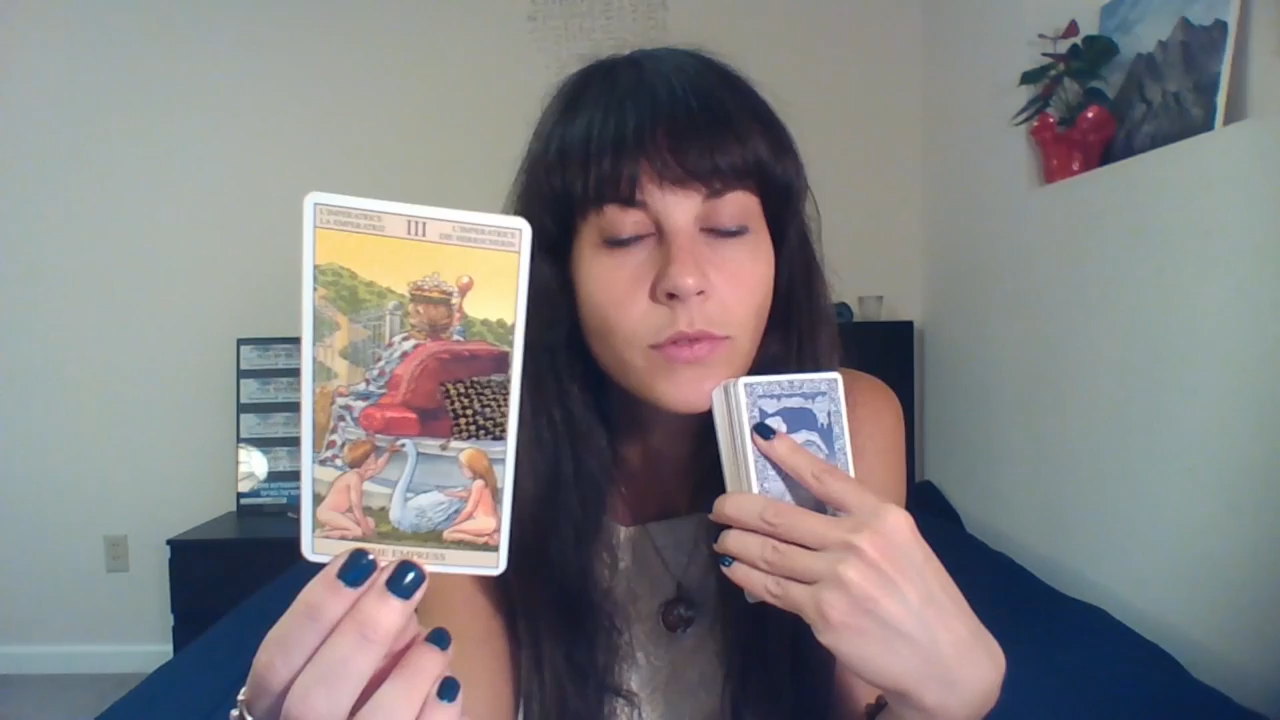 L'IMPERATRICE
LA EMPERATRIZ
III
L'IMPERATRICE
DIE HERRSCHERIN
THE EMPRESS